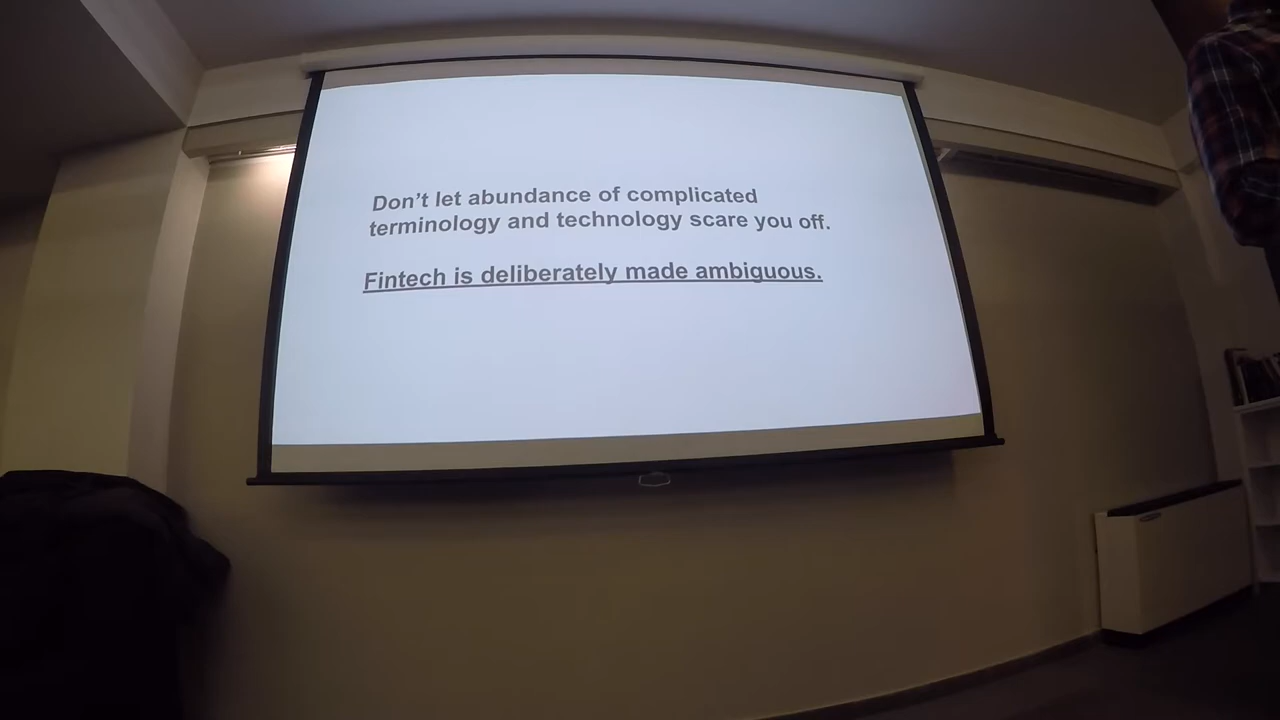 Don't let abundance of complicated
terminology and technology scare you off.
Fintech is deliberately made ambiguous.